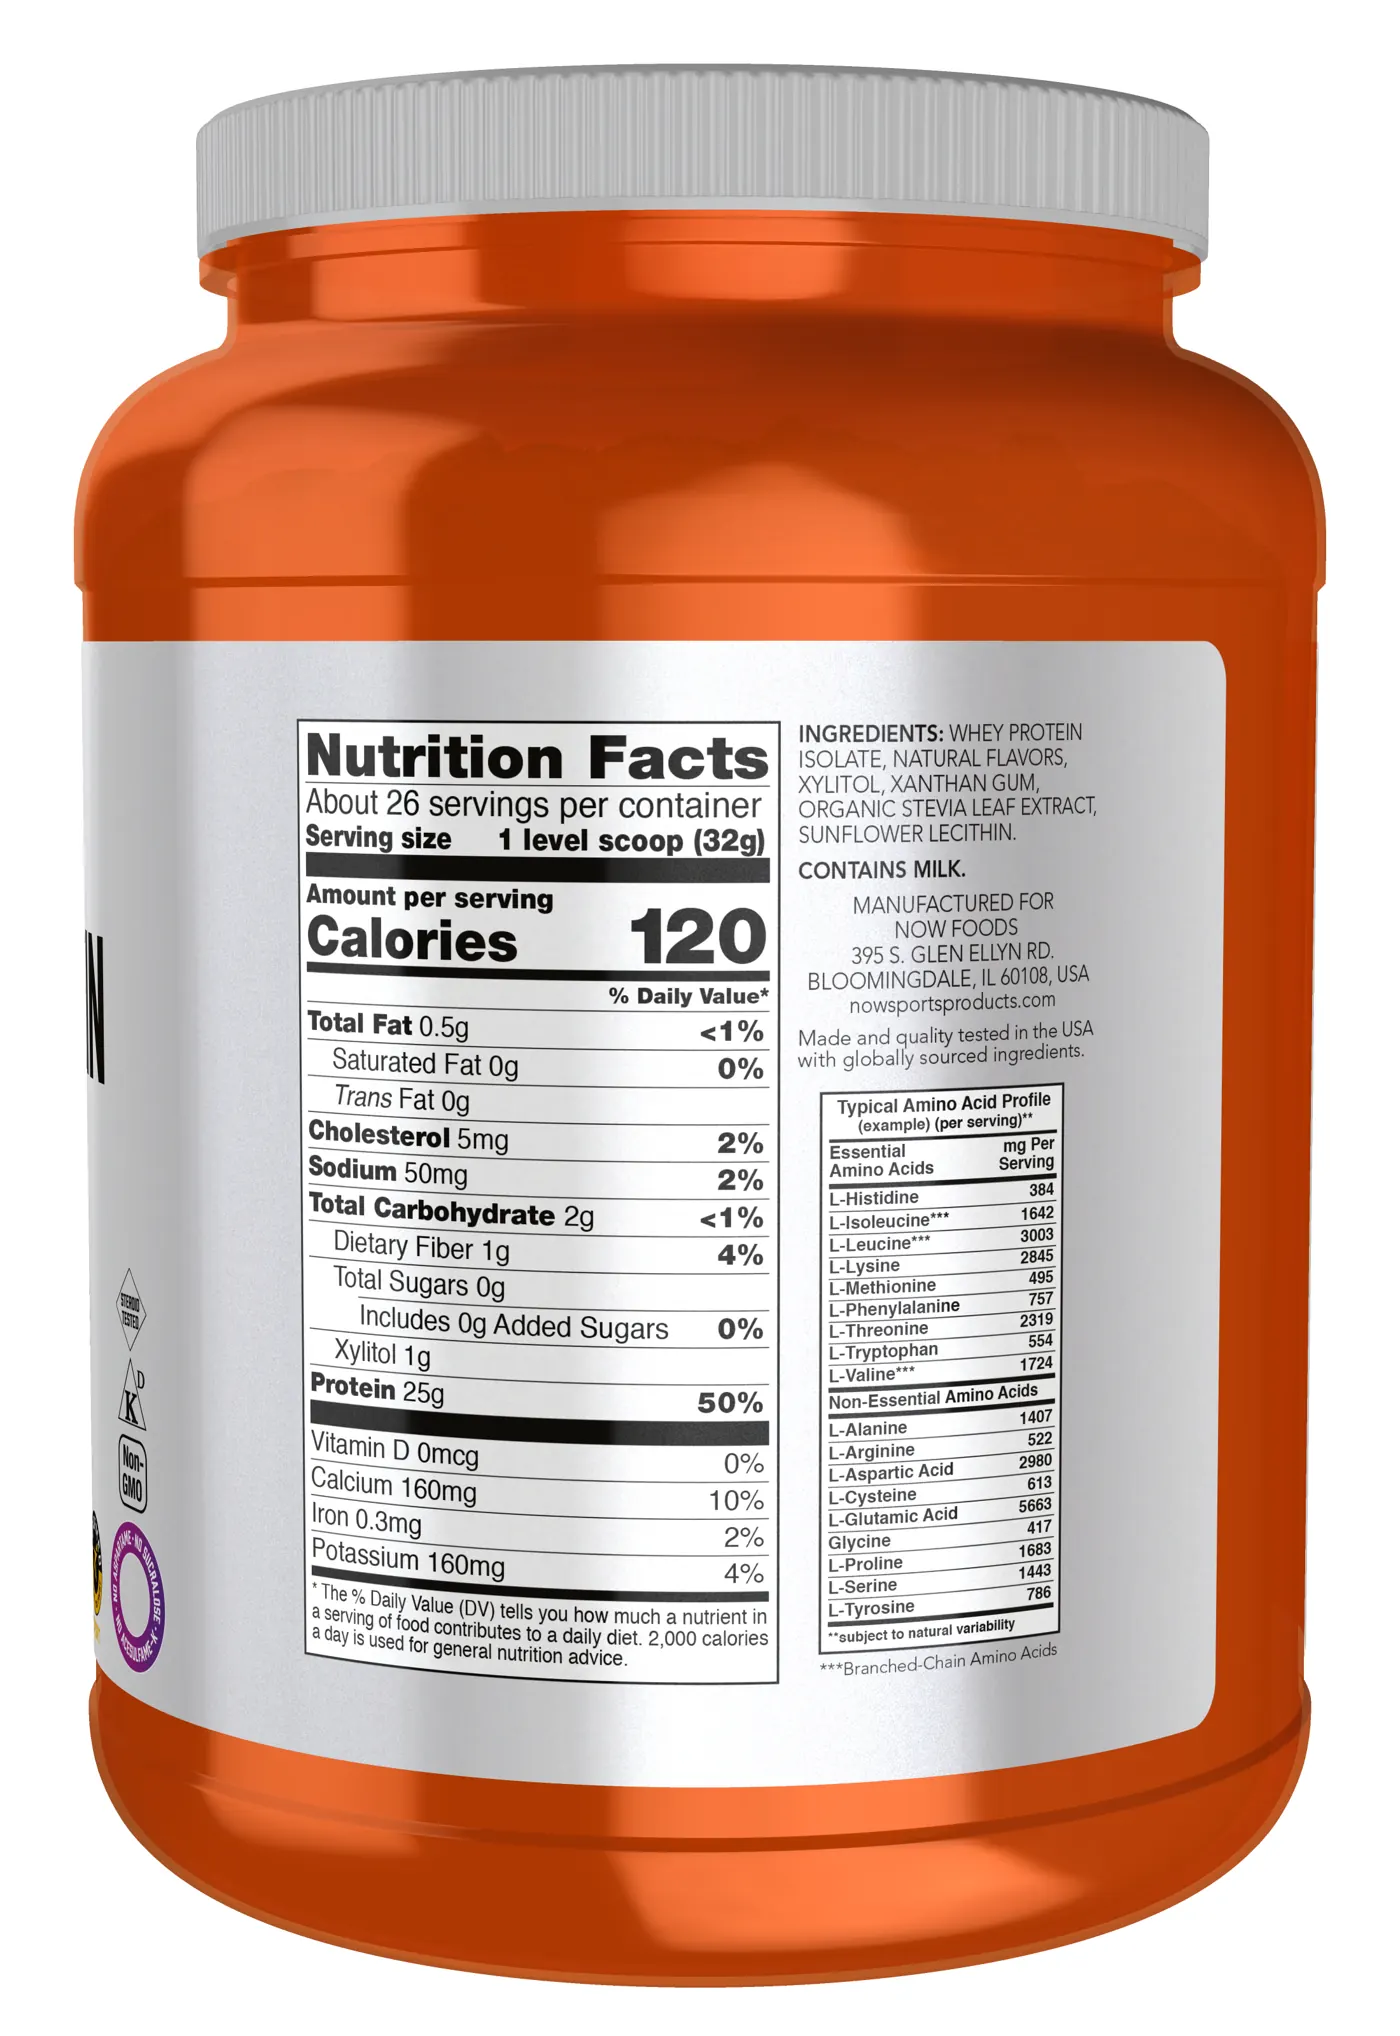 IN
STEROID
TESTED
D
K
Non-
GMO
NO ASPARTAME • NO SUCRALOSE •
• NO ACESULFAME-K •
Nutrition Facts
About 26 servings per container
Serving size 1 level scoop (32g)
Amount per serving
Calories 120
% Daily Value*
Total Fat 0.5g <1%
Saturated Fat 0g 0%
Trans Fat 0g
Cholesterol 5mg 2%
Sodium 50mg 2%
Total Carbohydrate 2g <1%
Dietary Fiber 1g 4%
Total Sugars 0g
Includes 0g Added Sugars 0%
Xylitol 1g
Protein 25g 50%
Vitamin D 0mcg 0%
Calcium 160mg 10%
Iron 0.3mg 2%
Potassium 160mg 4%
* The % Daily Value (DV) tells you how much a nutrient in
a serving of food contributes to a daily diet. 2,000 calories
a day is used for general nutrition advice.
INGREDIENTS: WHEY PROTEIN
ISOLATE, NATURAL FLAVORS,
XYLITOL, XANTHAN GUM,
ORGANIC STEVIA LEAF EXTRACT,
SUNFLOWER LECITHIN.
CONTAINS MILK.
MANUFACTURED FOR
NOW FOODS
395 S. GLEN ELLYN RD.
BLOOMINGDALE, IL 60108, USA
nowsportsproducts.com
Made and quality tested in the USA
with globally sourced ingredients.
Typical Amino Acid Profile
(example) (per serving)**
Essential mg Per
Amino Acids Serving
L-Histidine 384
L-Isoleucine*** 1642
L-Leucine*** 3003
L-Lysine 2845
L-Methionine 495
L-Phenylalanine 757
L-Threonine 2319
L-Tryptophan 554
L-Valine*** 1724
Non-Essential Amino Acids
L-Alanine 1407
L-Arginine 522
L-Aspartic Acid 2980
L-Cysteine 613
L-Glutamic Acid 5663
Glycine 417
L-Proline 1683
L-Serine 1443
L-Tyrosine 786
**subject to natural variability
***Branched-Chain Amino Acids